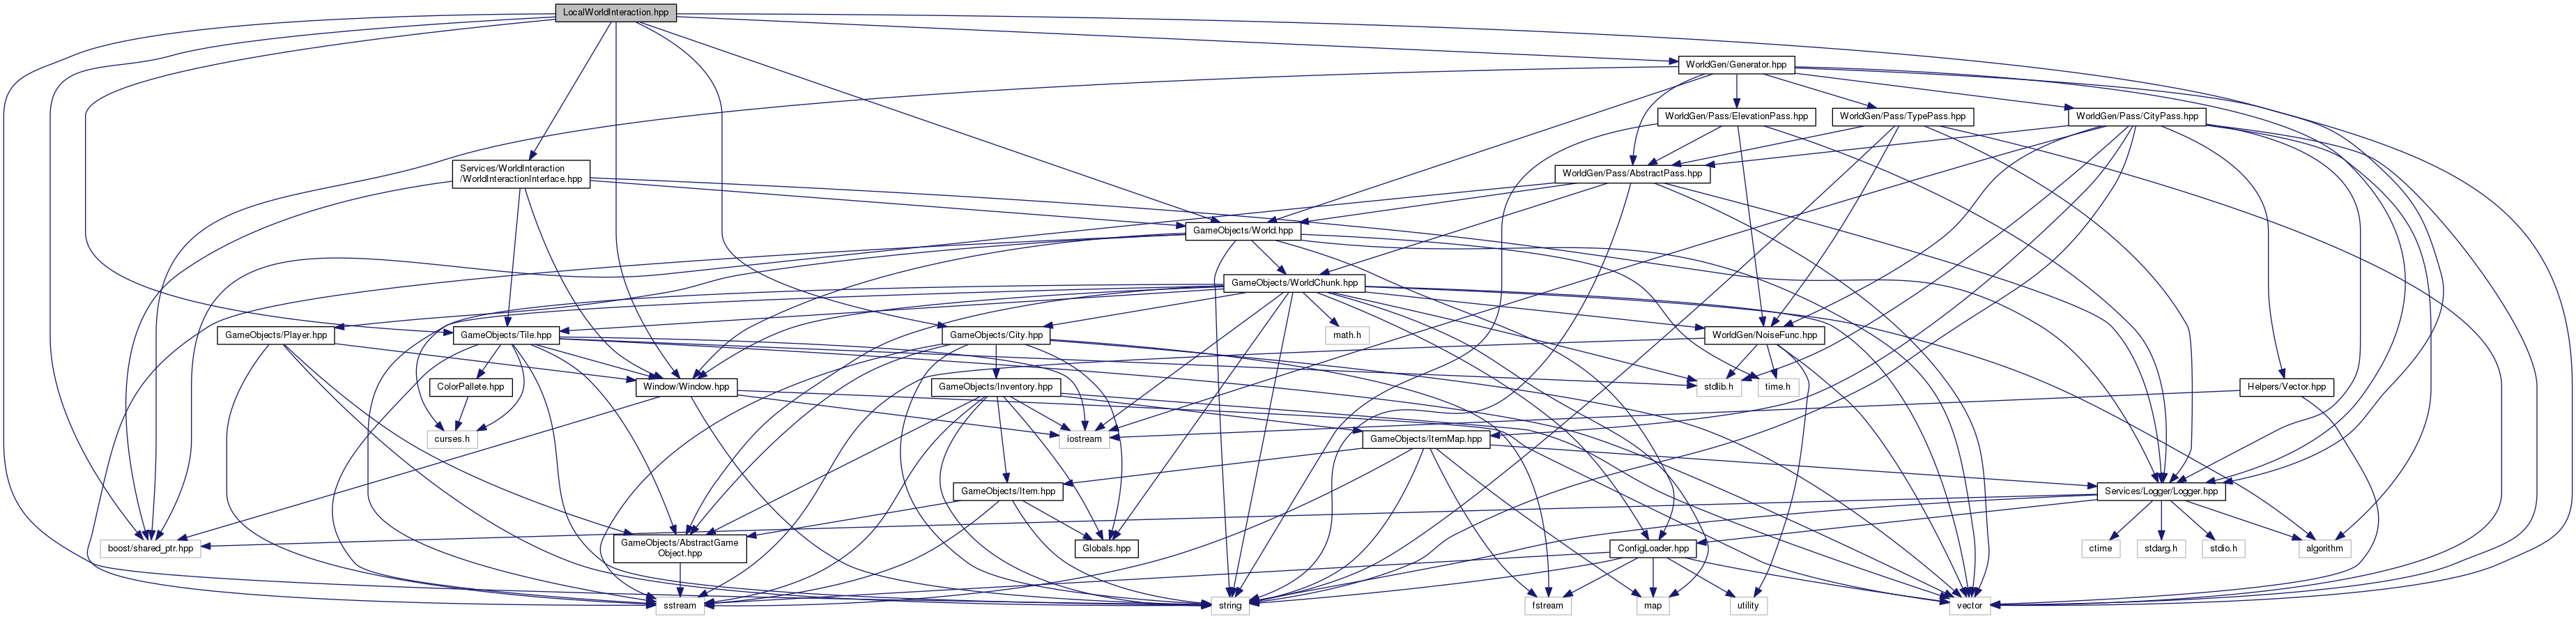 LocalWorldInteraction.hpp
WorldGen/Generator.hpp
WorldGen/Pass/ElevationPass.hpp
WorldGen/Pass/TypePass.hpp
WorldGen/Pass/CityPass.hpp
Services/WorldInteraction
/WorldInteractionInterface.hpp
WorldGen/Pass/AbstractPass.hpp
GameObjects/World.hpp
GameObjects/WorldChunk.hpp
GameObjects/Player.hpp
GameObjects/Tile.hpp
GameObjects/City.hpp
math.h
WorldGen/NoiseFunc.hpp
ColorPallete.hpp
Window/Window.hpp
GameObjects/Inventory.hpp
stdlib.h
time.h
Helpers/Vector.hpp
curses.h
iostream
GameObjects/ItemMap.hpp
GameObjects/Item.hpp
Services/Logger/Logger.hpp
boost/shared_ptr.hpp
GameObjects/AbstractGame
Object.hpp
Globals.hpp
ConfigLoader.hpp
ctime
stdarg.h
stdio.h
algorithm
sstream
string
fstream
map
utility
vector